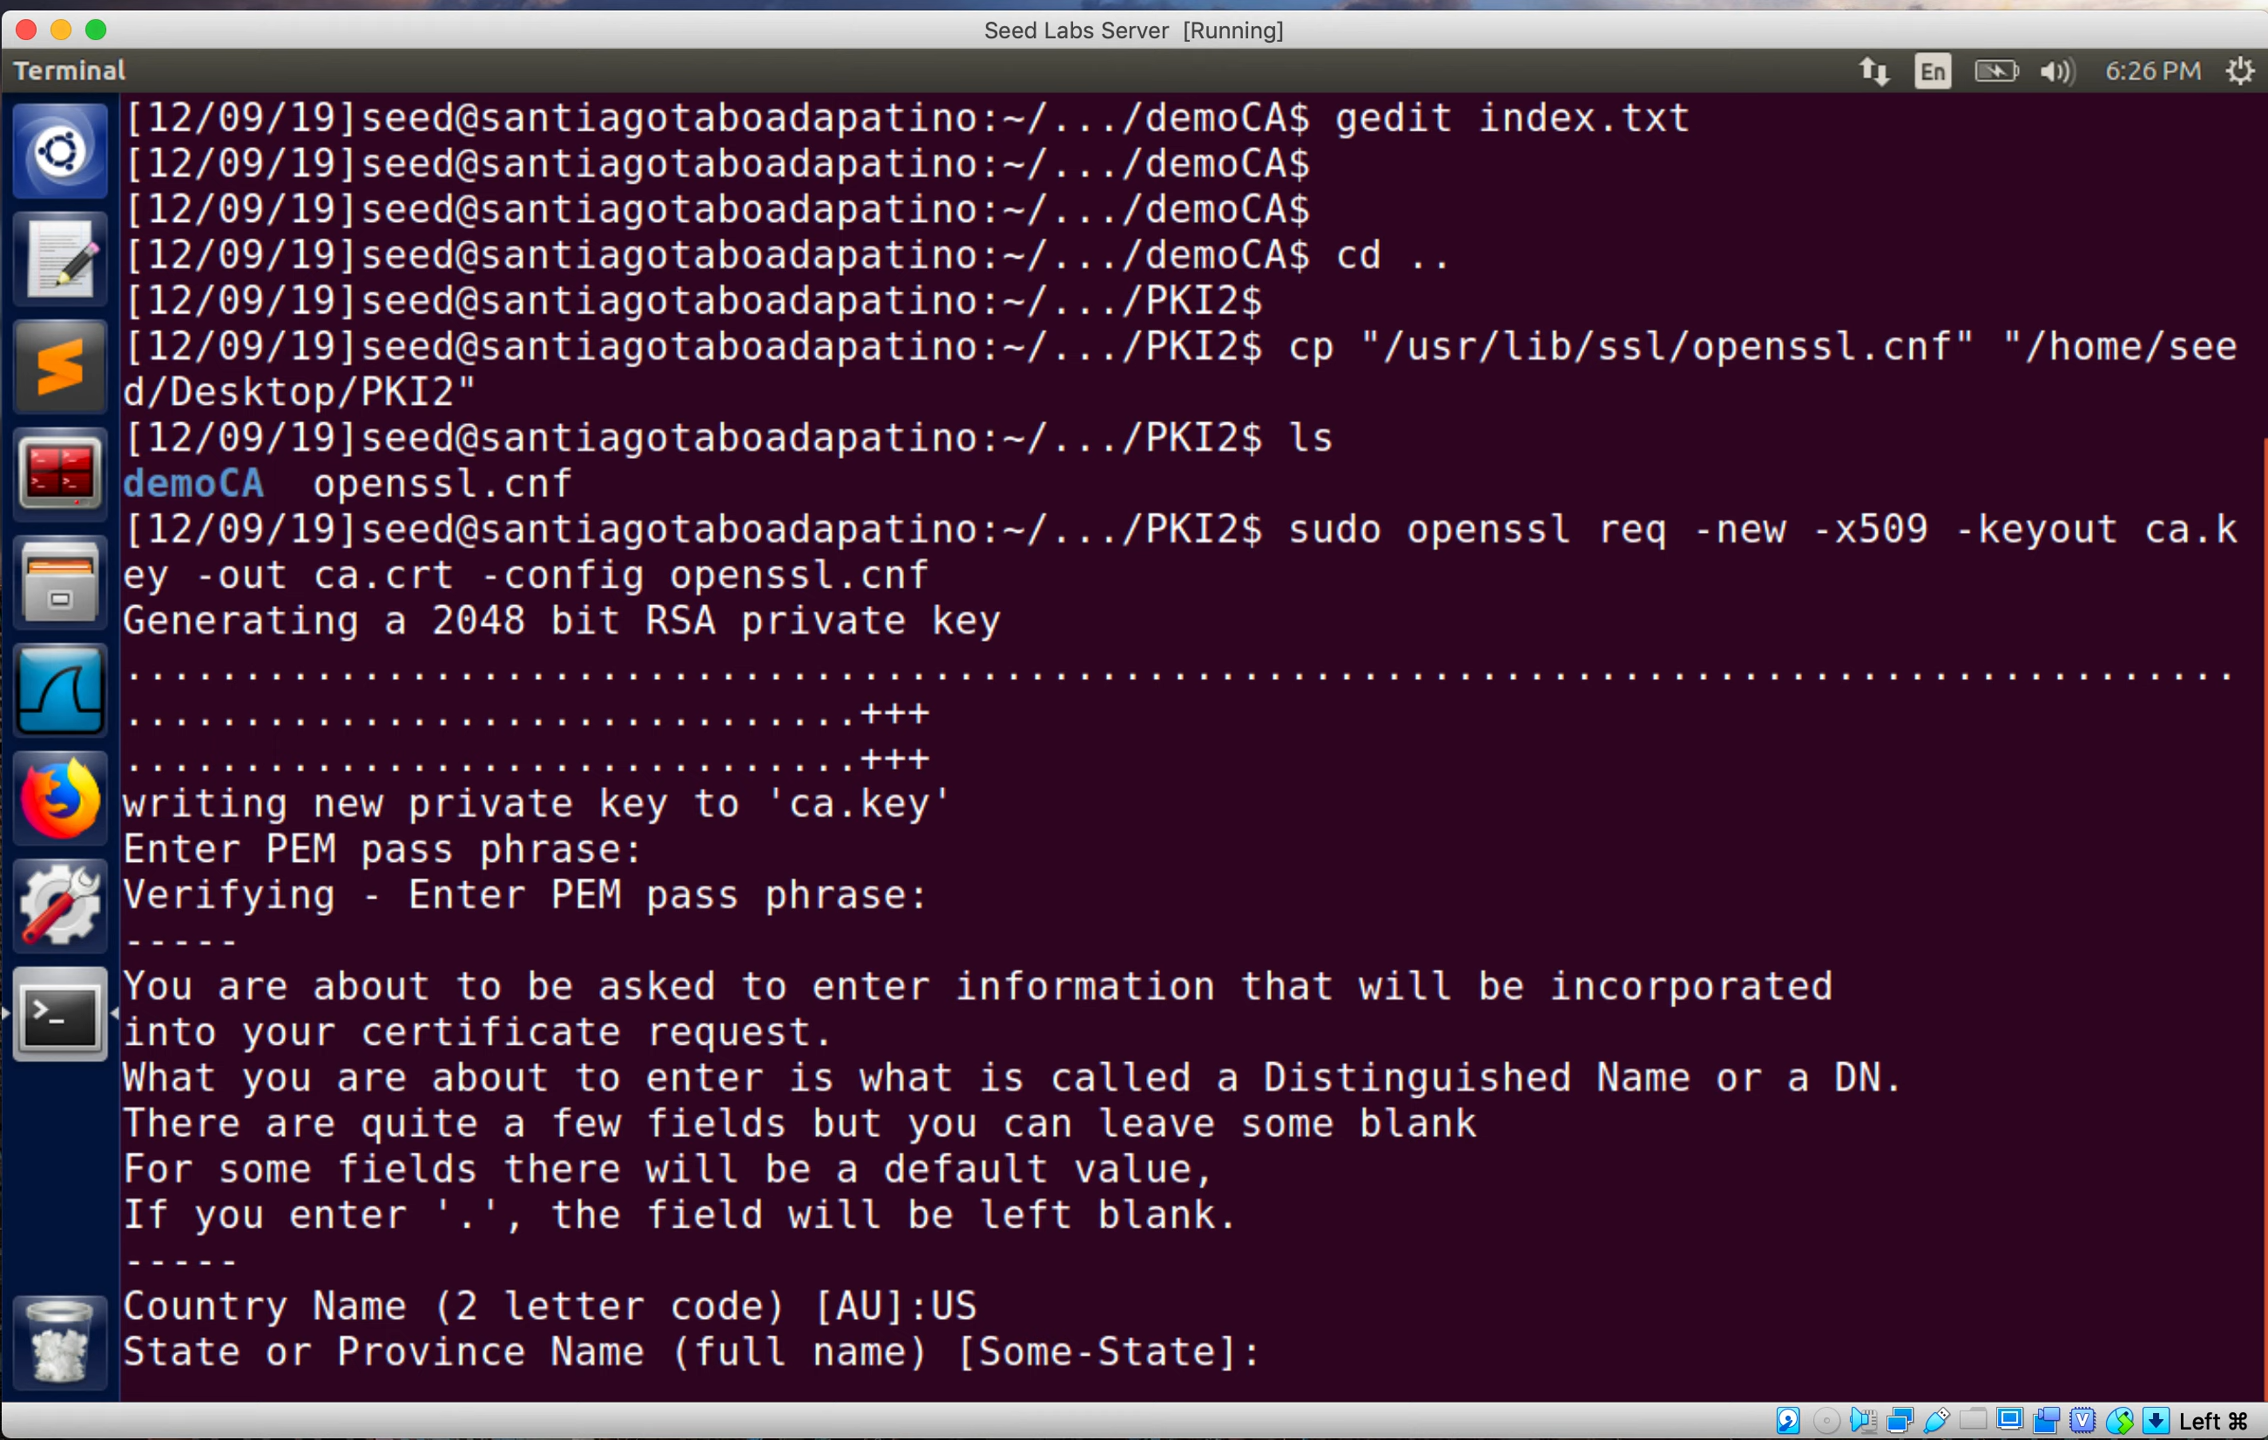 Seed Labs Server [Running]
Terminal
En
6:26 PM
[12/09/19]seed@santiagotaboadapatino:~/.../demoCA$ gedit index.txt
[12/09/19]seed@santiagotaboadapatino:~/.../demoCA$
[12/09/19]seed@santiagotaboadapatino:~/.../demoCA$
[12/09/19]seed@santiagotaboadapatino:~/.../demoCA$ cd ..
[12/09/19]seed@santiagotaboadapatino:~/.../PKI2$
[12/09/19]seed@santiagotaboadapatino:~/.../PKI2$ cp "/usr/lib/ssl/openssl.cnf" "/home/see
d/Desktop/PKI2"
[12/09/19]seed@santiagotaboadapatino:~/.../PKI2$ ls
demoCA  openssl.cnf
[12/09/19]seed@santiagotaboadapatino:~/.../PKI2$ sudo openssl req -new -x509 -keyout ca.k
ey -out ca.crt -config openssl.cnf
Generating a 2048 bit RSA private key
.........................................................................................
...............................+++
...............................+++
writing new private key to 'ca.key'
Enter PEM pass phrase:
Verifying - Enter PEM pass phrase:
-----
You are about to be asked to enter information that will be incorporated
into your certificate request.
What you are about to enter is what is called a Distinguished Name or a DN.
There are quite a few fields but you can leave some blank
For some fields there will be a default value,
If you enter '.', the field will be left blank.
-----
Country Name (2 letter code) [AU]:US
State or Province Name (full name) [Some-State]:
Left ⌘